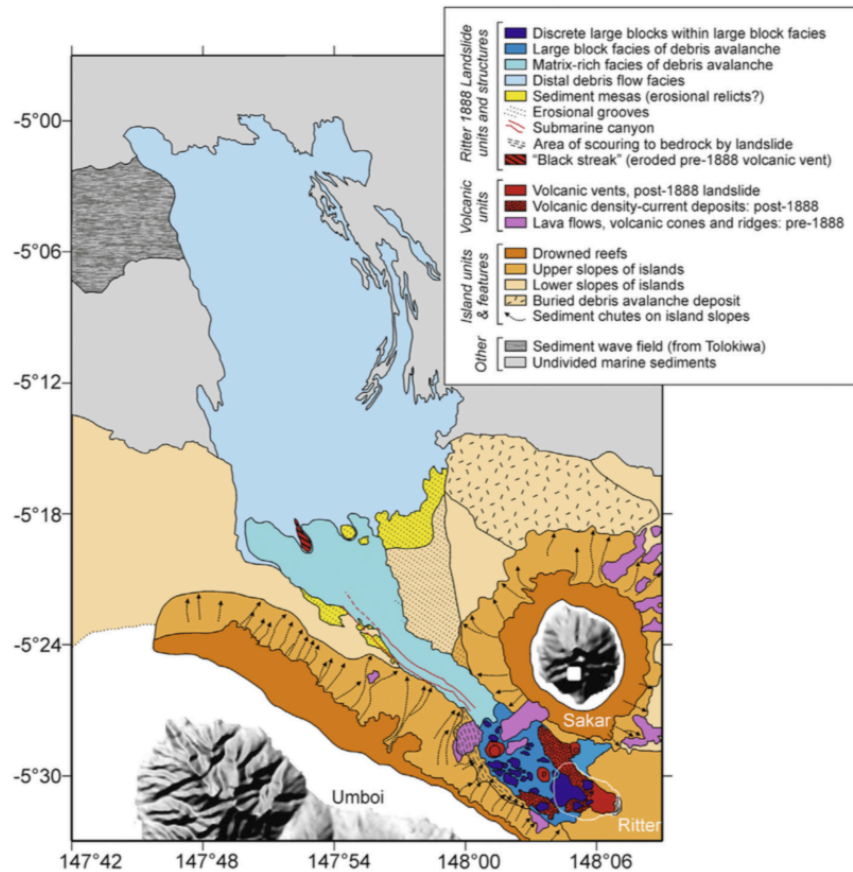 Ritter 1888 Landslide
units and structures
Discrete large blocks within large block facies
Large block facies of debris avalanche
Matrix-rich facies of debris avalanche
Distal debris flow facies
Sediment mesas (erosional relicts?)
Erosional grooves
Submarine canyon
Area of scouring to bedrock by landslide
"Black streak" (eroded pre-1888 volcanic vent)
Volcanic
units
Volcanic vents, post-1888 landslide
Volcanic density-current deposits: post-1888
Lava flows, volcanic cones and ridges: pre-1888
Island units
& features
Drowned reefs
Upper slopes of islands
Lower slopes of islands
Buried debris avalanche deposit
Sediment chutes on island slopes
Other
Sediment wave field (from Tolokiwa)
Undivided marine sediments
-5°00
-5°06
-5°12
-5°18
-5°24
-5°30
Sakar
Umboi
Ritter
147°42
147°48
147°54
148°00
148°06